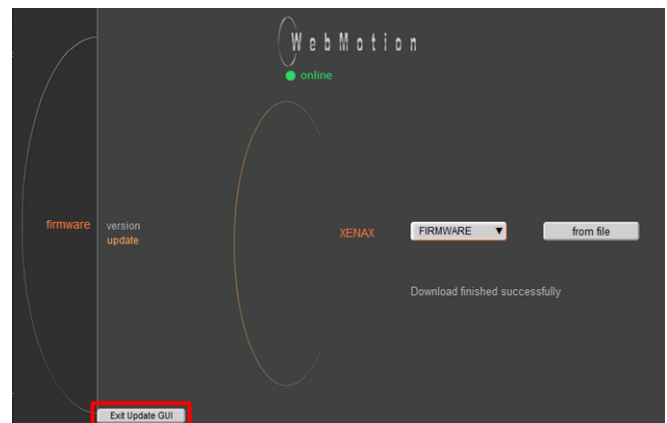 WebMotion
online
firmware
version
update
XENAX
FIRMWARE
from file
Download finished successfully
Exit Update GUI